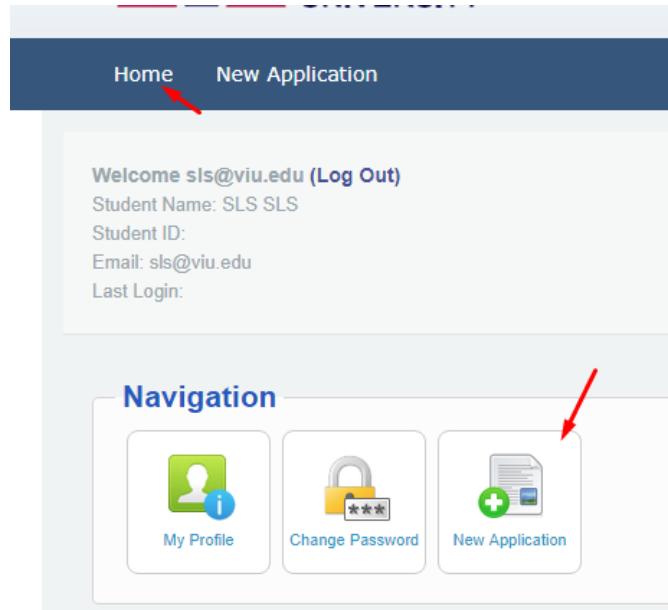 Home New Application
Welcome sls@viu.edu (Log Out)
Student Name: SLS SLS
Student ID:
Email: sls@viu.edu
Last Login:
Navigation
***
My Profile Change Password New Application